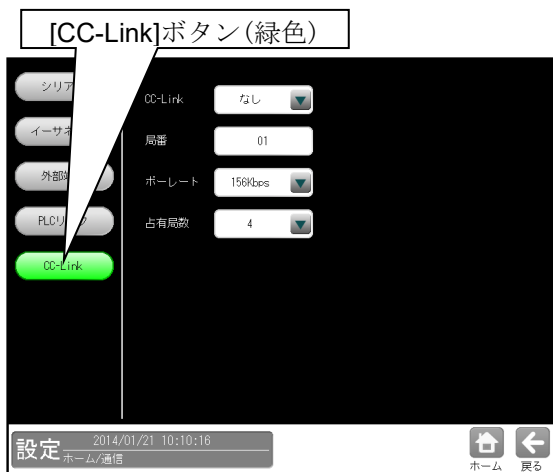 [CC-Link]ボタン(緑色)
シリア
CC-Link なし
イーサネ
局番 01
外部
ボーレート 156Kbps
PLCリ ク
占有局数 4
CC-Link
設定 2014/01/21 10:10:16
ホーム/通信
ホーム 戻る